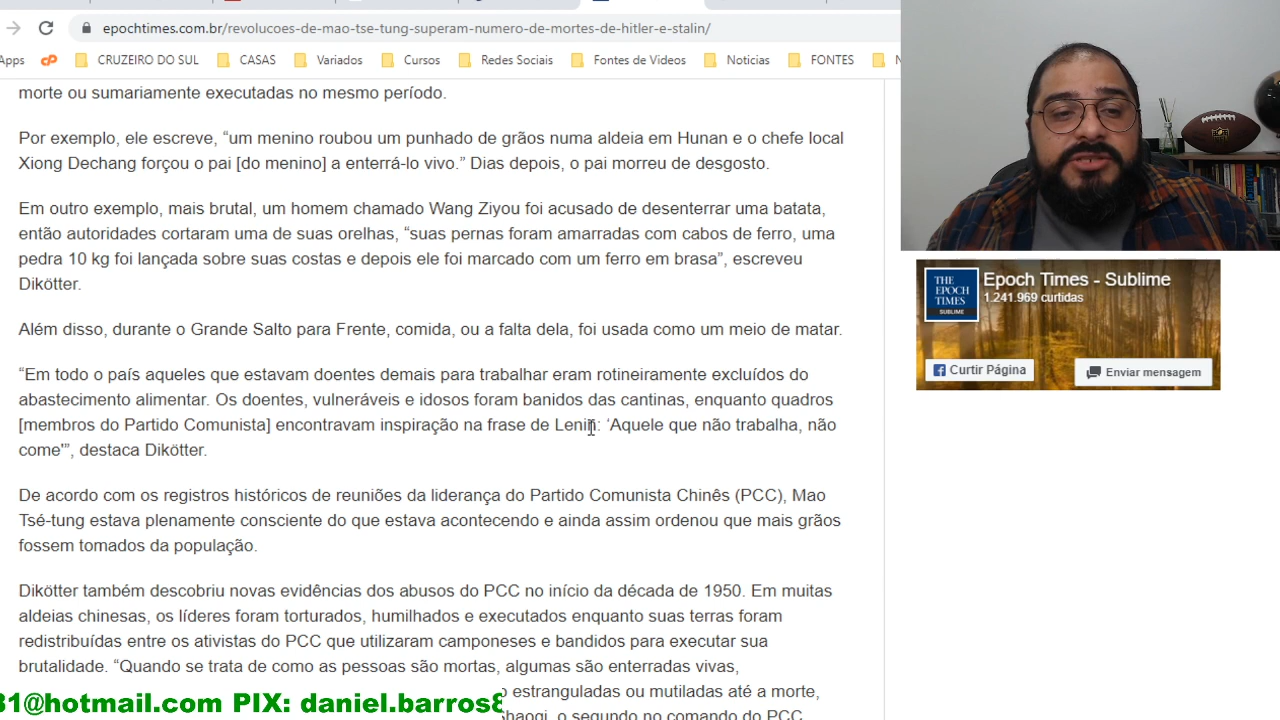 epochtimes.com.br/revolucoes-de-mao-tse-tung-superam-numero-de-mortes-de-hitler-e-stalin/
Apps CRUZEIRO DO SUL CASAS Variados Cursos Redes Sociais Fontes de Videos Noticias FONTES
morte ou sumariamente executadas no mesmo período.
Por exemplo, ele escreve, “um menino roubou um punhado de grãos numa aldeia em Hunan e o chefe local
Xiong Dechang forçou o pai [do menino] a enterrá-lo vivo.” Dias depois, o pai morreu de desgosto.
Em outro exemplo, mais brutal, um homem chamado Wang Ziyou foi acusado de desenterrar uma batata,
então autoridades cortaram uma de suas orelhas, “suas pernas foram amarradas com cabos de ferro, uma
pedra 10 kg foi lançada sobre suas costas e depois ele foi marcado com um ferro em brasa”, escreveu
Dikötter.
Além disso, durante o Grande Salto para Frente, comida, ou a falta dela, foi usada como um meio de matar.
“Em todo o país aqueles que estavam doentes demais para trabalhar eram rotineiramente excluídos do
abastecimento alimentar. Os doentes, vulneráveis e idosos foram banidos das cantinas, enquanto quadros
[membros do Partido Comunista] encontravam inspiração na frase de Lenin: ‘Aquele que não trabalha, não
come'”, destaca Dikötter.
De acordo com os registros históricos de reuniões da liderança do Partido Comunista Chinês (PCC), Mao
Tsé-tung estava plenamente consciente do que estava acontecendo e ainda assim ordenou que mais grãos
fossem tomados da população.
Dikötter também descobriu novas evidências dos abusos do PCC no início da década de 1950. Em muitas
aldeias chinesas, os líderes foram torturados, humilhados e executados enquanto suas terras foram
redistribuídas entre os ativistas do PCC que utilizaram camponeses e bandidos para executar sua
brutalidade. “Quando se trata de como as pessoas são mortas, algumas são enterradas vivas,
estranguladas ou mutiladas até a morte,
o segundo no comando do PCC
31@hotmail.com PIX: daniel.barros8
NFL
THE
EPOCH
TIMES
SUBLIME
Epoch Times - Sublime
1.241.969 curtidas
Curtir Página
Enviar mensagem